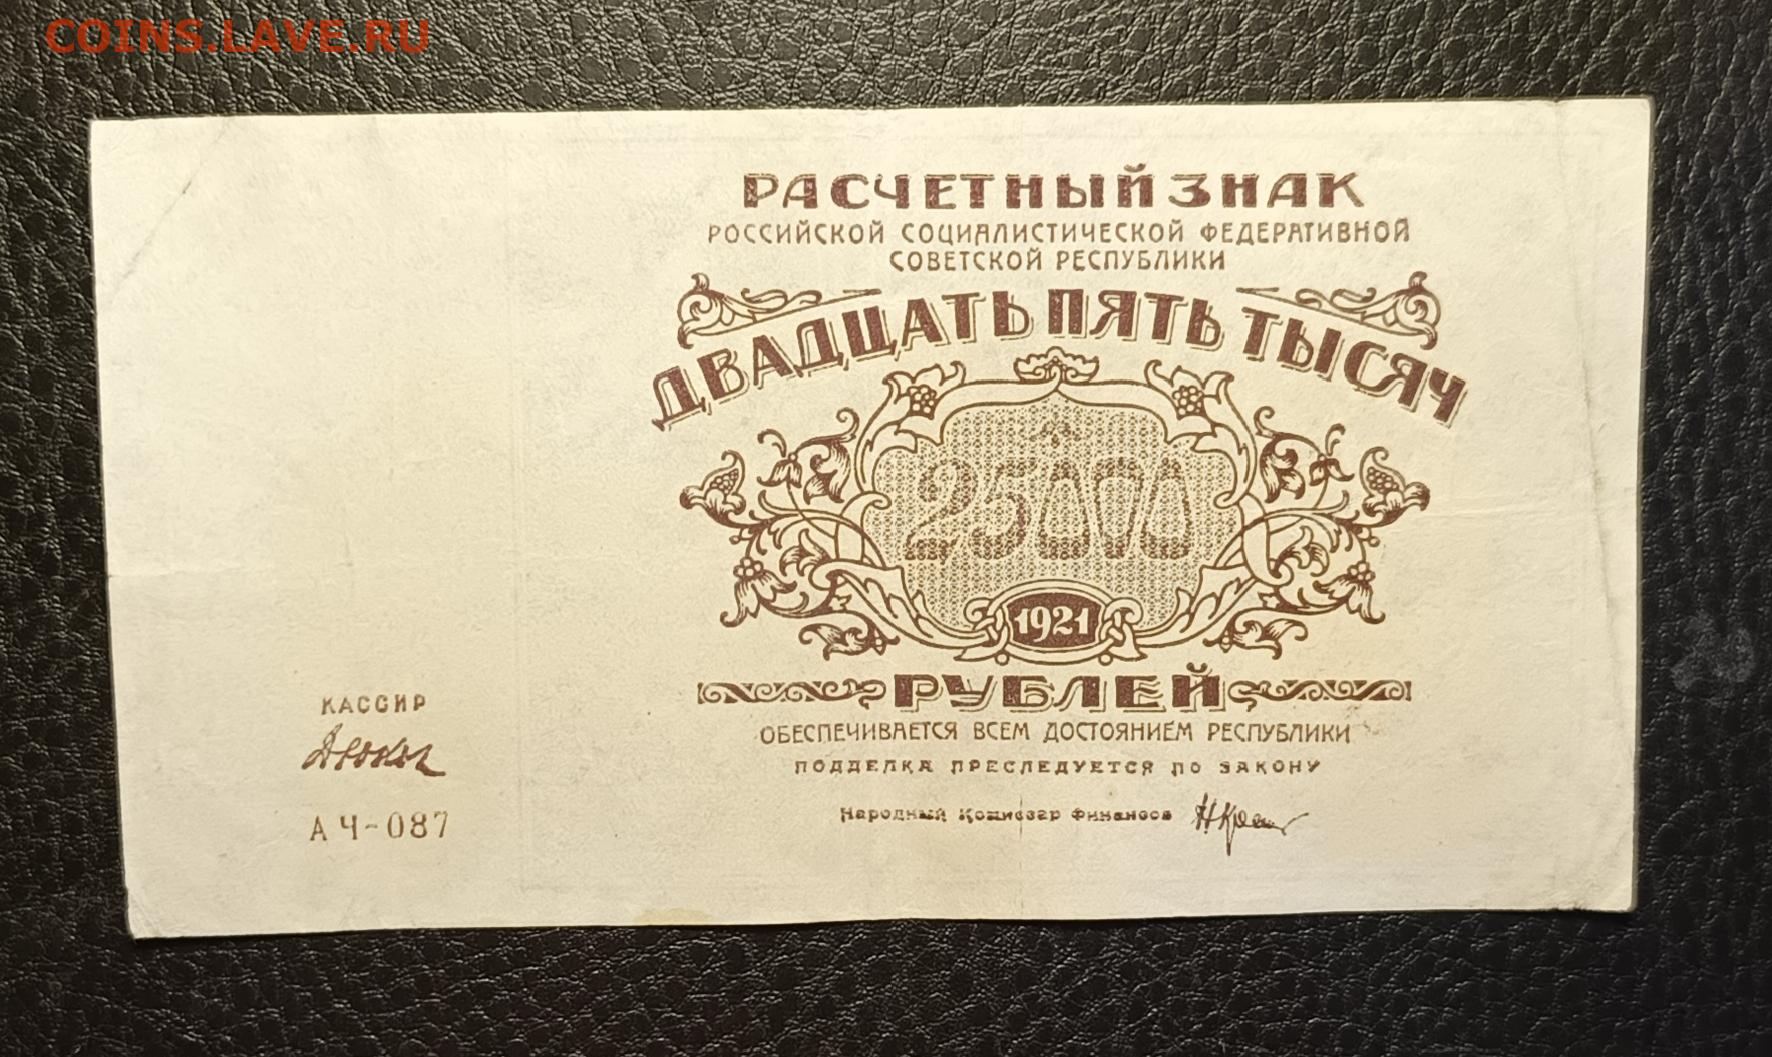 COINS.LAVE.RU
РАСЧЕТНЫЙ ЗНАК
РОССИЙСКОЙ СОЦИАЛИСТИЧЕСКОЙ ФЕДЕРАТИВНОЙ
СОВЕТСКОЙ РЕСПУБЛИКИ
ДВАДЦАТЬ ПЯТЬ ТЫСЯЧ
25000
1921
РУБЛЕЙ
ОБЕСПЕЧИВАЕТСЯ ВСЕМ ДОСТОЯНИЕМ РЕСПУБЛИКИ
ПОДДЕЛКА ПРЕСЛЕДУЕТСЯ ПО ЗАКОНУ
Народный Комиссар Финансов
КАССИР
АЧ-087